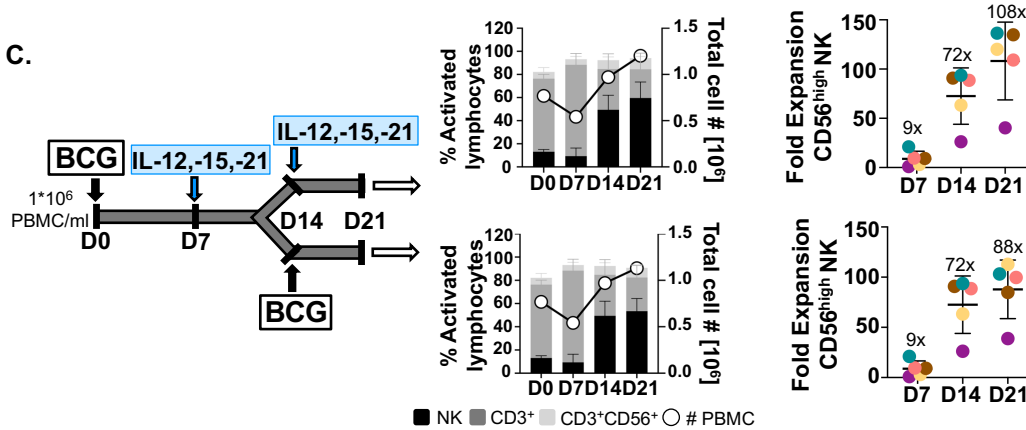 C.
BCG
IL-12,-15,-21
IL-12,-15,-21
1*10⁶
PBMC/ml
D0
D7
D14
D21
BCG
% Activated
lymphocytes
120
100
80
60
40
20
0
1.5
1.0
0.5
0.0
Total cell # [10⁶]
D0 D7 D14 D21
Fold Expansion
CD56ʰⁱᵍʰ NK
150
100
50
0
9x
72x
108x
D7 D14 D21
% Activated
lymphocytes
120
100
80
60
40
20
0
1.5
1.0
0.5
0.0
Total cell # [10⁶]
D0 D7 D14 D21
Fold Expansion
CD56ʰⁱᵍʰ NK
150
100
50
0
9x
72x
88x
D7 D14 D21
NK CD3⁺ CD3⁺CD56⁺ # PBMC